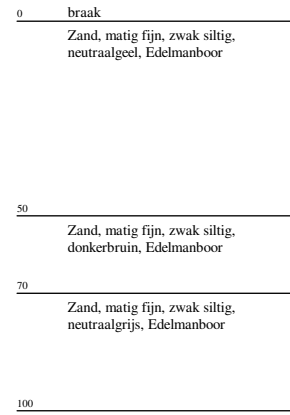 0 braak
Zand, matig fijn, zwak siltig,
neutraalgeel, Edelmanboor
50
Zand, matig fijn, zwak siltig,
donkerbruin, Edelmanboor
70
Zand, matig fijn, zwak siltig,
neutraalgrijs, Edelmanboor
100